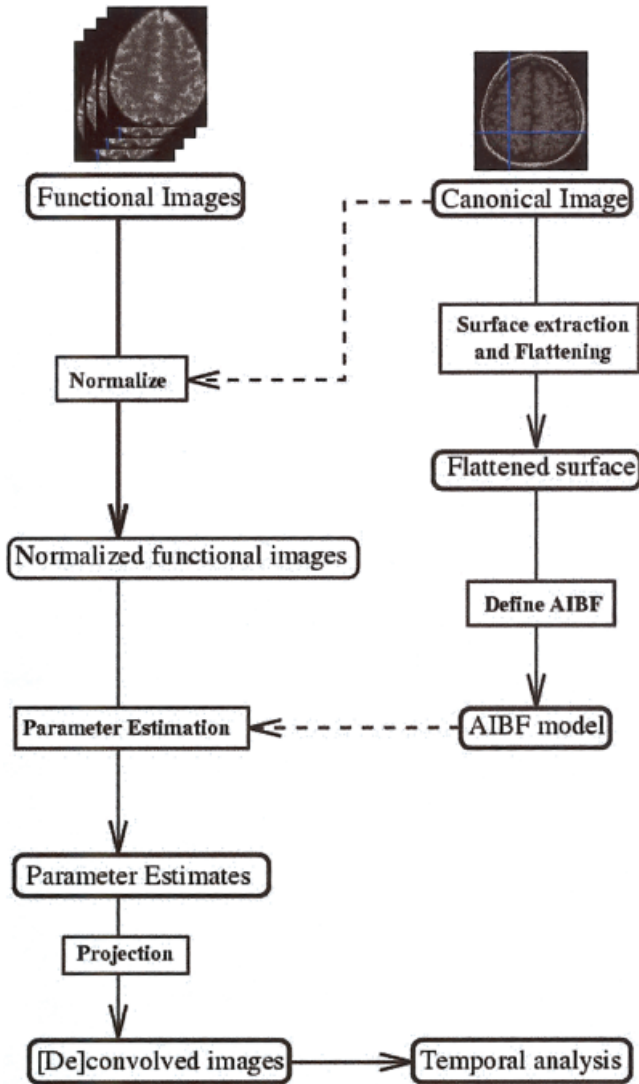 Functional Images
Canonical Image
Surface extraction
and Flattening
Normalize
Flattened surface
Normalized functional images
Define AIBF
Parameter Estimation
AIBF model
Parameter Estimates
Projection
[De]convolved images
Temporal analysis